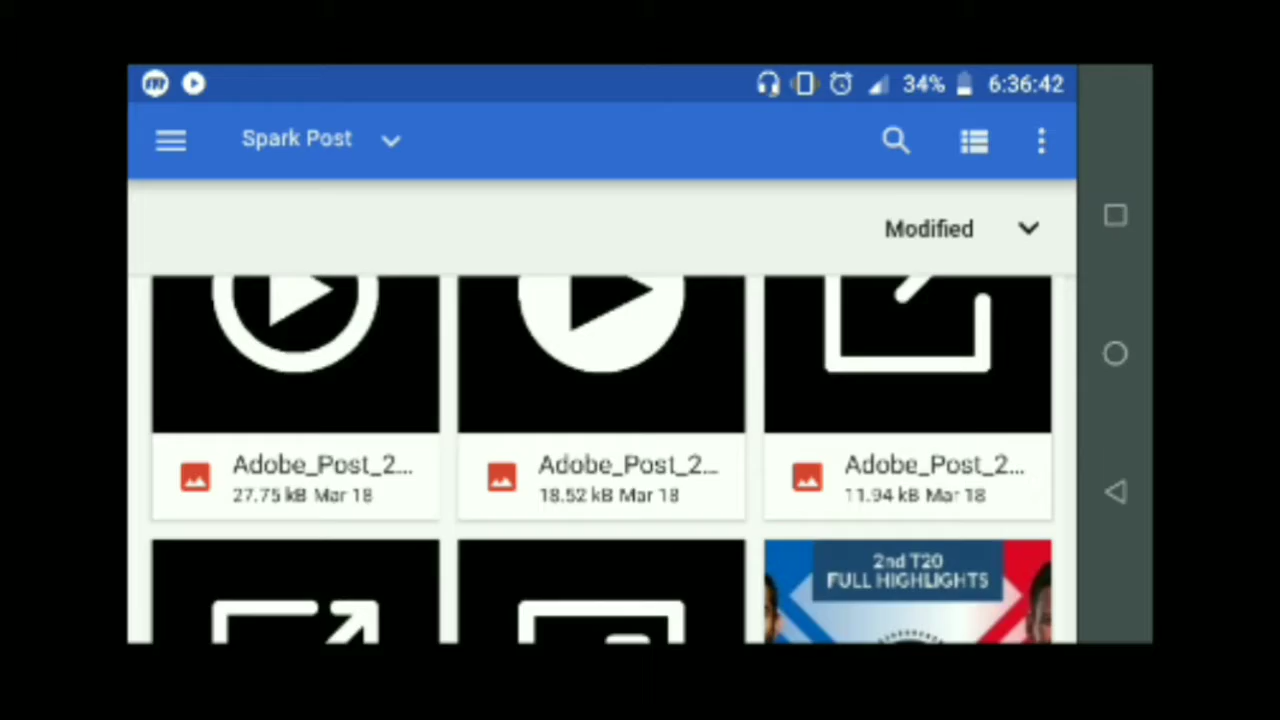 34% 6:36:42
Spark Post
Modified
Adobe_Post_2...
27.75 kB Mar 18
Adobe_Post_2...
18.52 kB Mar 18
Adobe_Post_2...
11.94 kB Mar 18
2nd T20
FULL HIGHLIGHTS